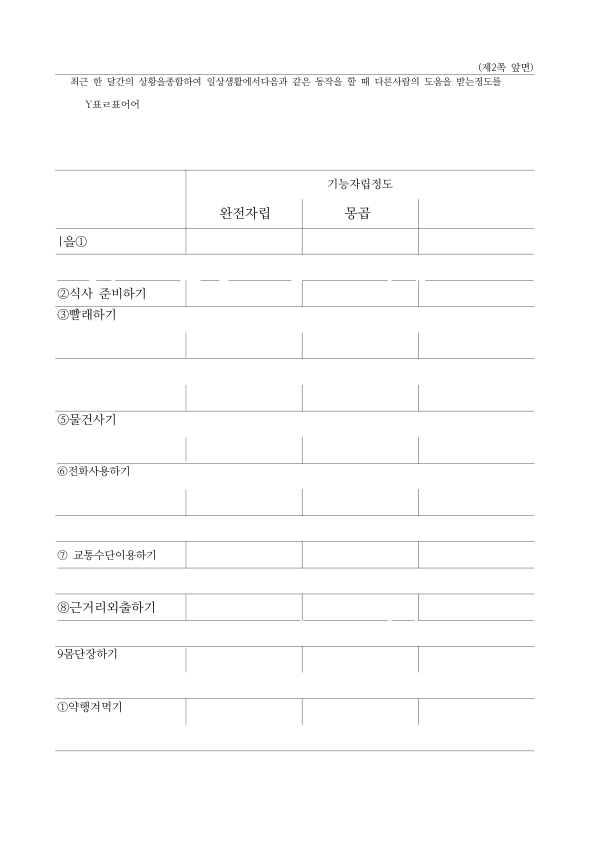 (제2쪽 앞면)
최근 한 달간의 상황을종합하여 일상생활에서다음과 같은 동작을 할 때 다른사람의 도움을 받는정도를
Y표ㄹ표어어
기능자립정도
완전자립 몽곱
|을①
②식사 준비하기
③빨래하기
⑤물건사기
⑥전화사용하기
⑦ 교통수단이용하기
⑧근거리외출하기
9몸단장하기
①약행겨먹기